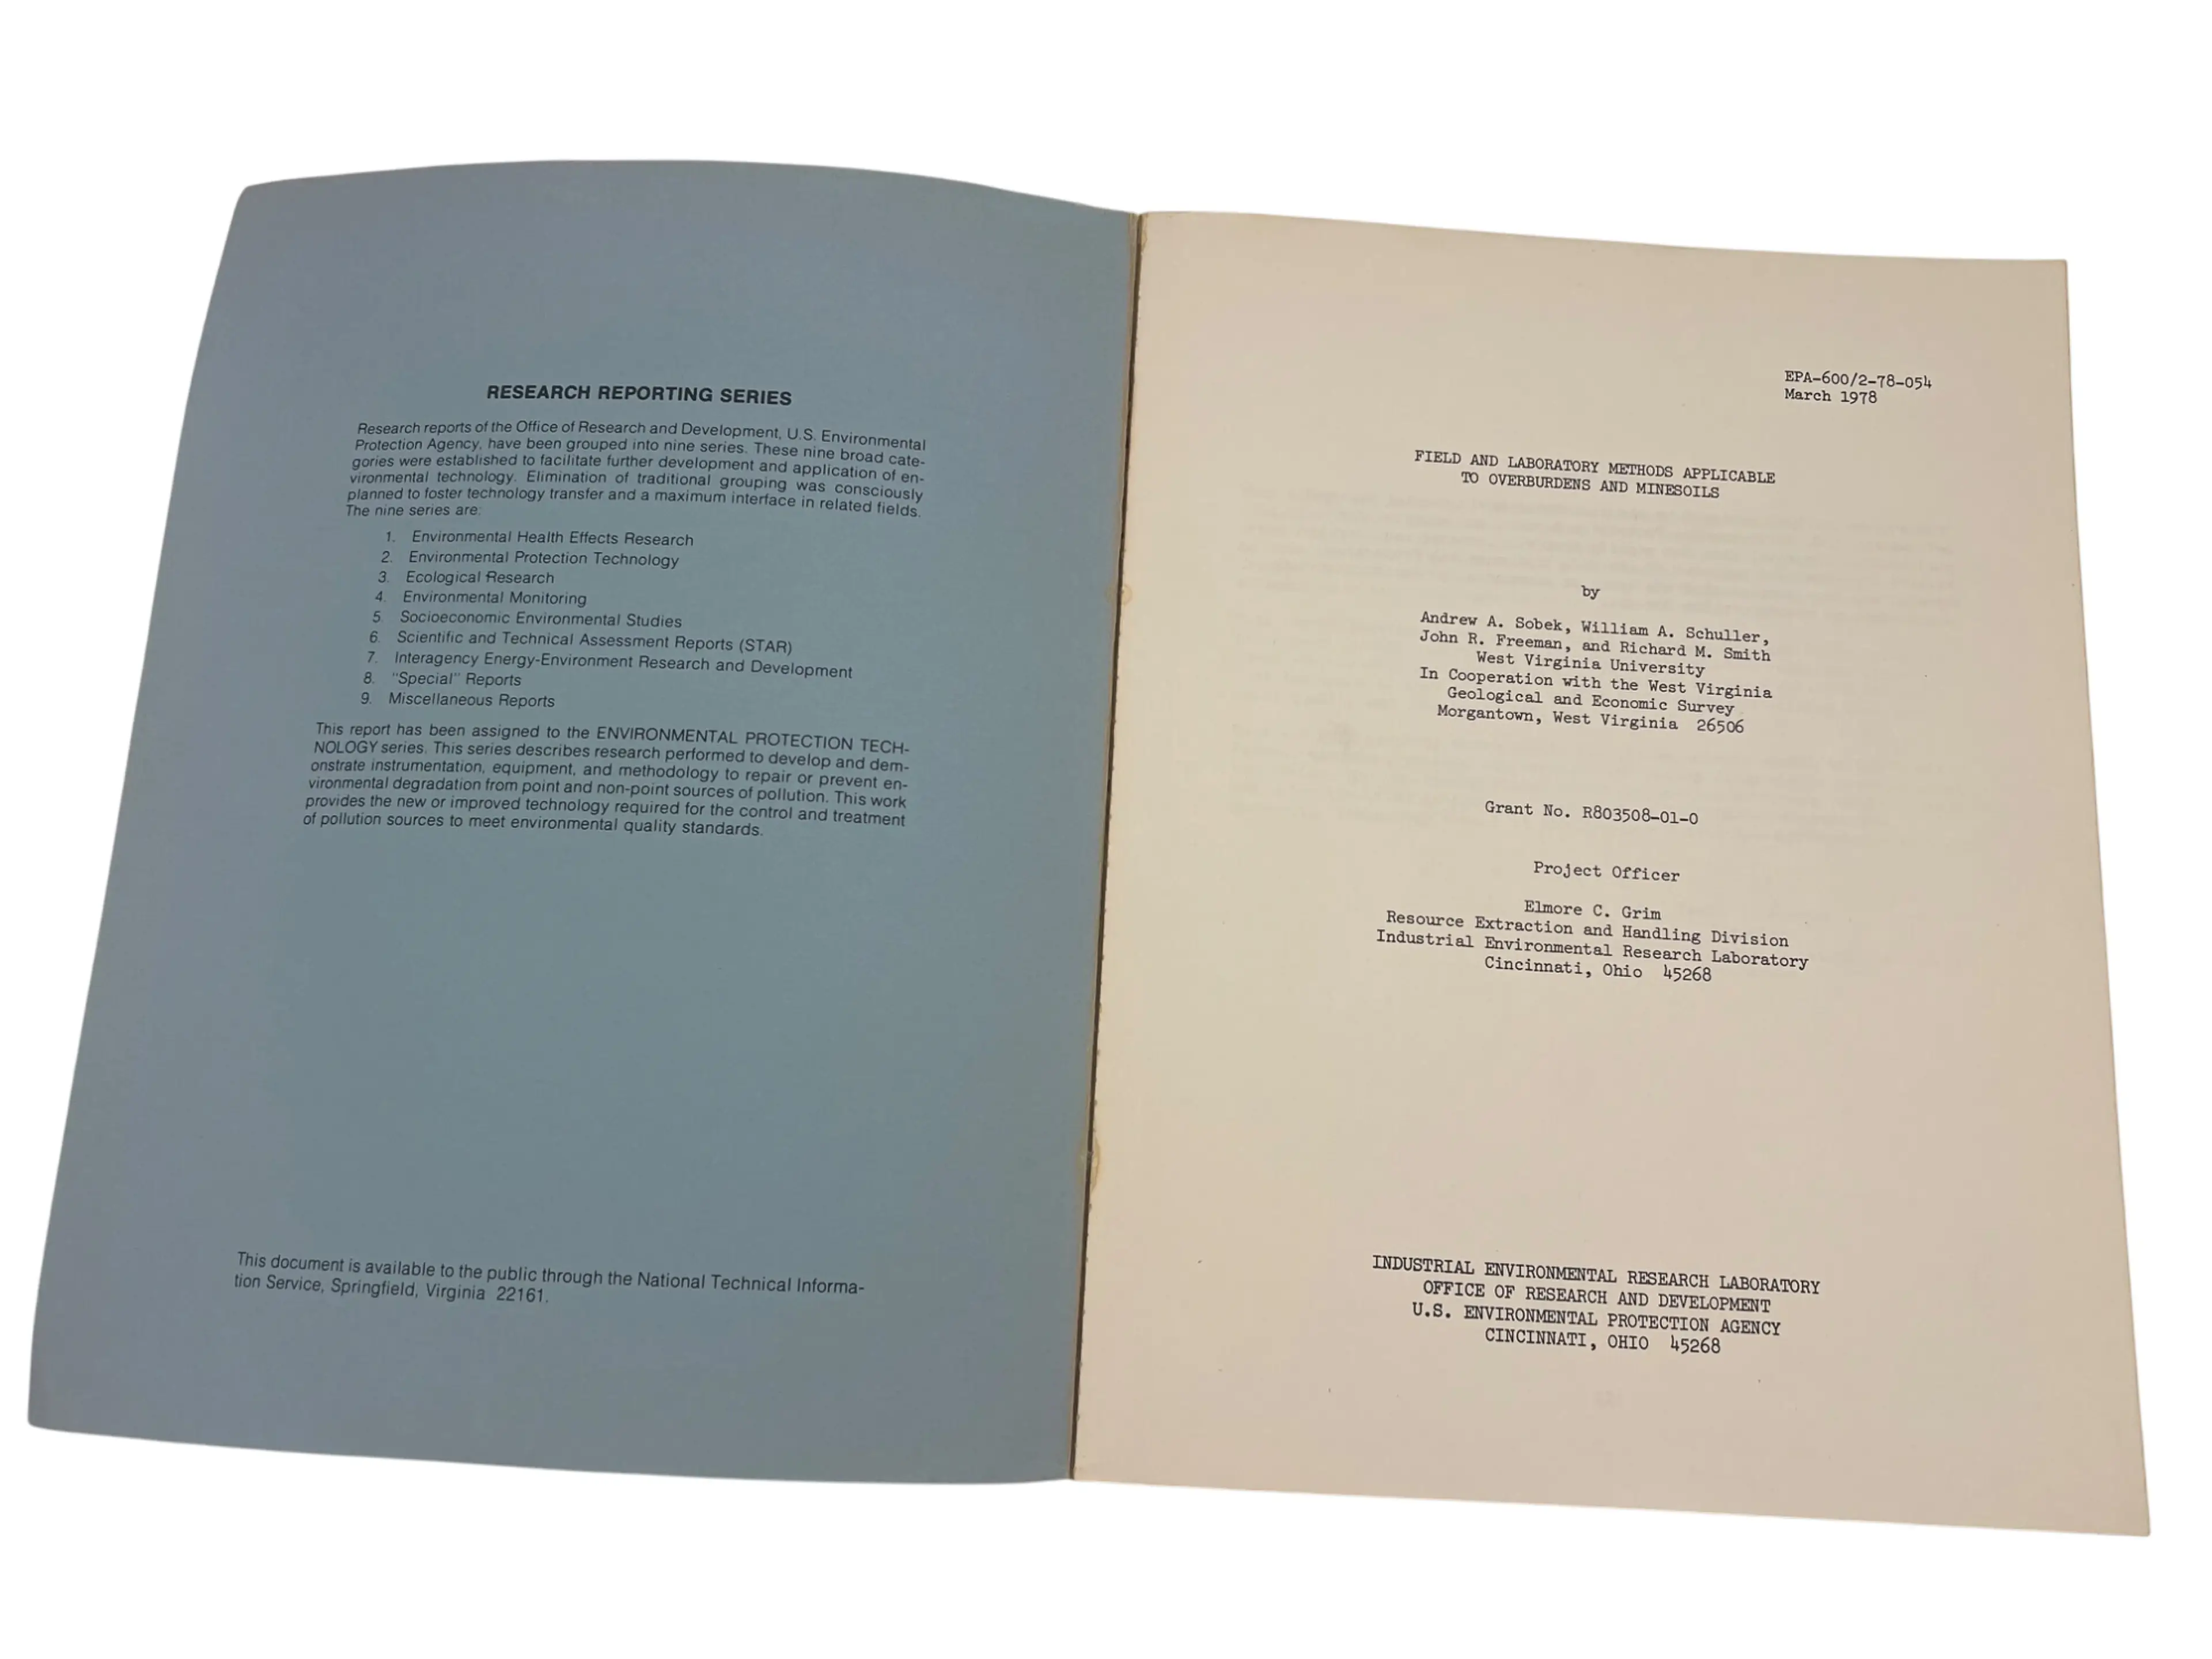 RESEARCH REPORTING SERIES
Research reports of the Office of Research and Development, U.S. Environmental
Protection Agency, have been grouped into nine series. These nine broad cate-
gories were established to facilitate further development and application of en-
vironmental technology. Elimination of traditional grouping was consciously
planned to foster technology transfer and a maximum interface in related fields.
The nine series are:
1. Environmental Health Effects Research
2. Environmental Protection Technology
3. Ecological Research
4. Environmental Monitoring
5. Socioeconomic Environmental Studies
6. Scientific and Technical Assessment Reports (STAR)
7. Interagency Energy-Environment Research and Development
8. "Special" Reports
9. Miscellaneous Reports
This report has been assigned to the ENVIRONMENTAL PROTECTION TECH-
NOLOGY series. This series describes research performed to develop and dem-
onstrate instrumentation, equipment, and methodology to repair or prevent en-
vironmental degradation from point and non-point sources of pollution. This work
provides the new or improved technology required for the control and treatment
of pollution sources to meet environmental quality standards.
This document is available to the public through the National Technical Informa-
tion Service, Springfield, Virginia 22161.
EPA-600/2-78-054
March 1978
FIELD AND LABORATORY METHODS APPLICABLE
TO OVERBURDENS AND MINESOILS
by
Andrew A. Sobek, William A. Schuller,
John R. Freeman, and Richard M. Smith
West Virginia University
In Cooperation with the West Virginia
Geological and Economic Survey
Morgantown, West Virginia 26506
Grant No. R803508-01-0
Project Officer
Elmore C. Grim
Resource Extraction and Handling Division
Industrial Environmental Research Laboratory
Cincinnati, Ohio 45268
INDUSTRIAL ENVIRONMENTAL RESEARCH LABORATORY
OFFICE OF RESEARCH AND DEVELOPMENT
U.S. ENVIRONMENTAL PROTECTION AGENCY
CINCINNATI, OHIO 45268